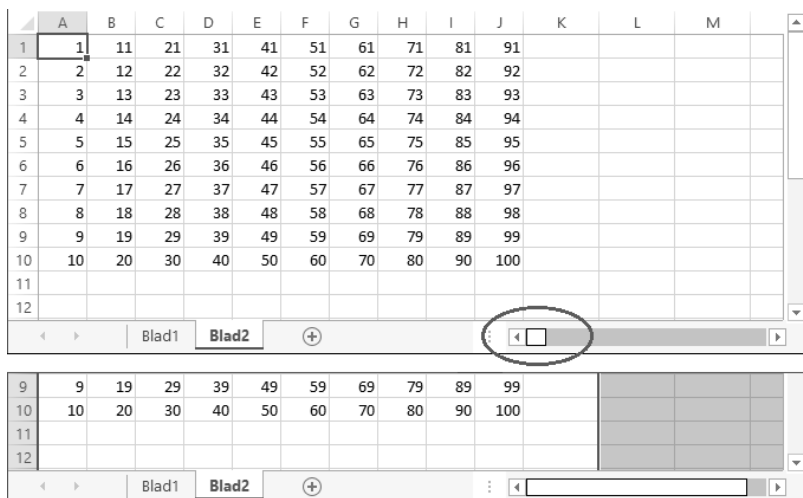 A B C D E F G H I J K L M
1 1 11 21 31 41 51 61 71 81 91
2 2 12 22 32 42 52 62 72 82 92
3 3 13 23 33 43 53 63 73 83 93
4 4 14 24 34 44 54 64 74 84 94
5 5 15 25 35 45 55 65 75 85 95
6 6 16 26 36 46 56 66 76 86 96
7 7 17 27 37 47 57 67 77 87 97
8 8 18 28 38 48 58 68 78 88 98
9 9 19 29 39 49 59 69 79 89 99
10 10 20 30 40 50 60 70 80 90 100
11
12
Blad1 Blad2
9 9 19 29 39 49 59 69 79 89 99
10 10 20 30 40 50 60 70 80 90 100
11
12
Blad1 Blad2